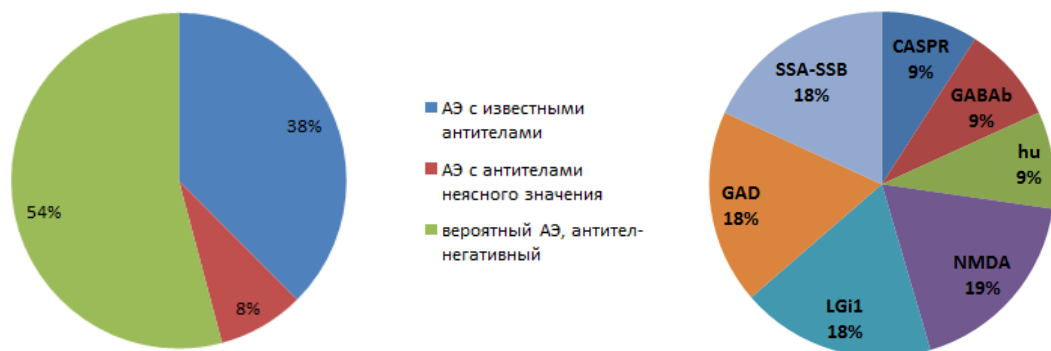 38%
8%
54%
АЭ с известными
антителами
АЭ с антителами
неясного значения
вероятный АЭ, антител-
негативный
CASPR
9%
GABAb
9%
hu
9%
NMDA
19%
LGi1
18%
GAD
18%
SSA-SSB
18%